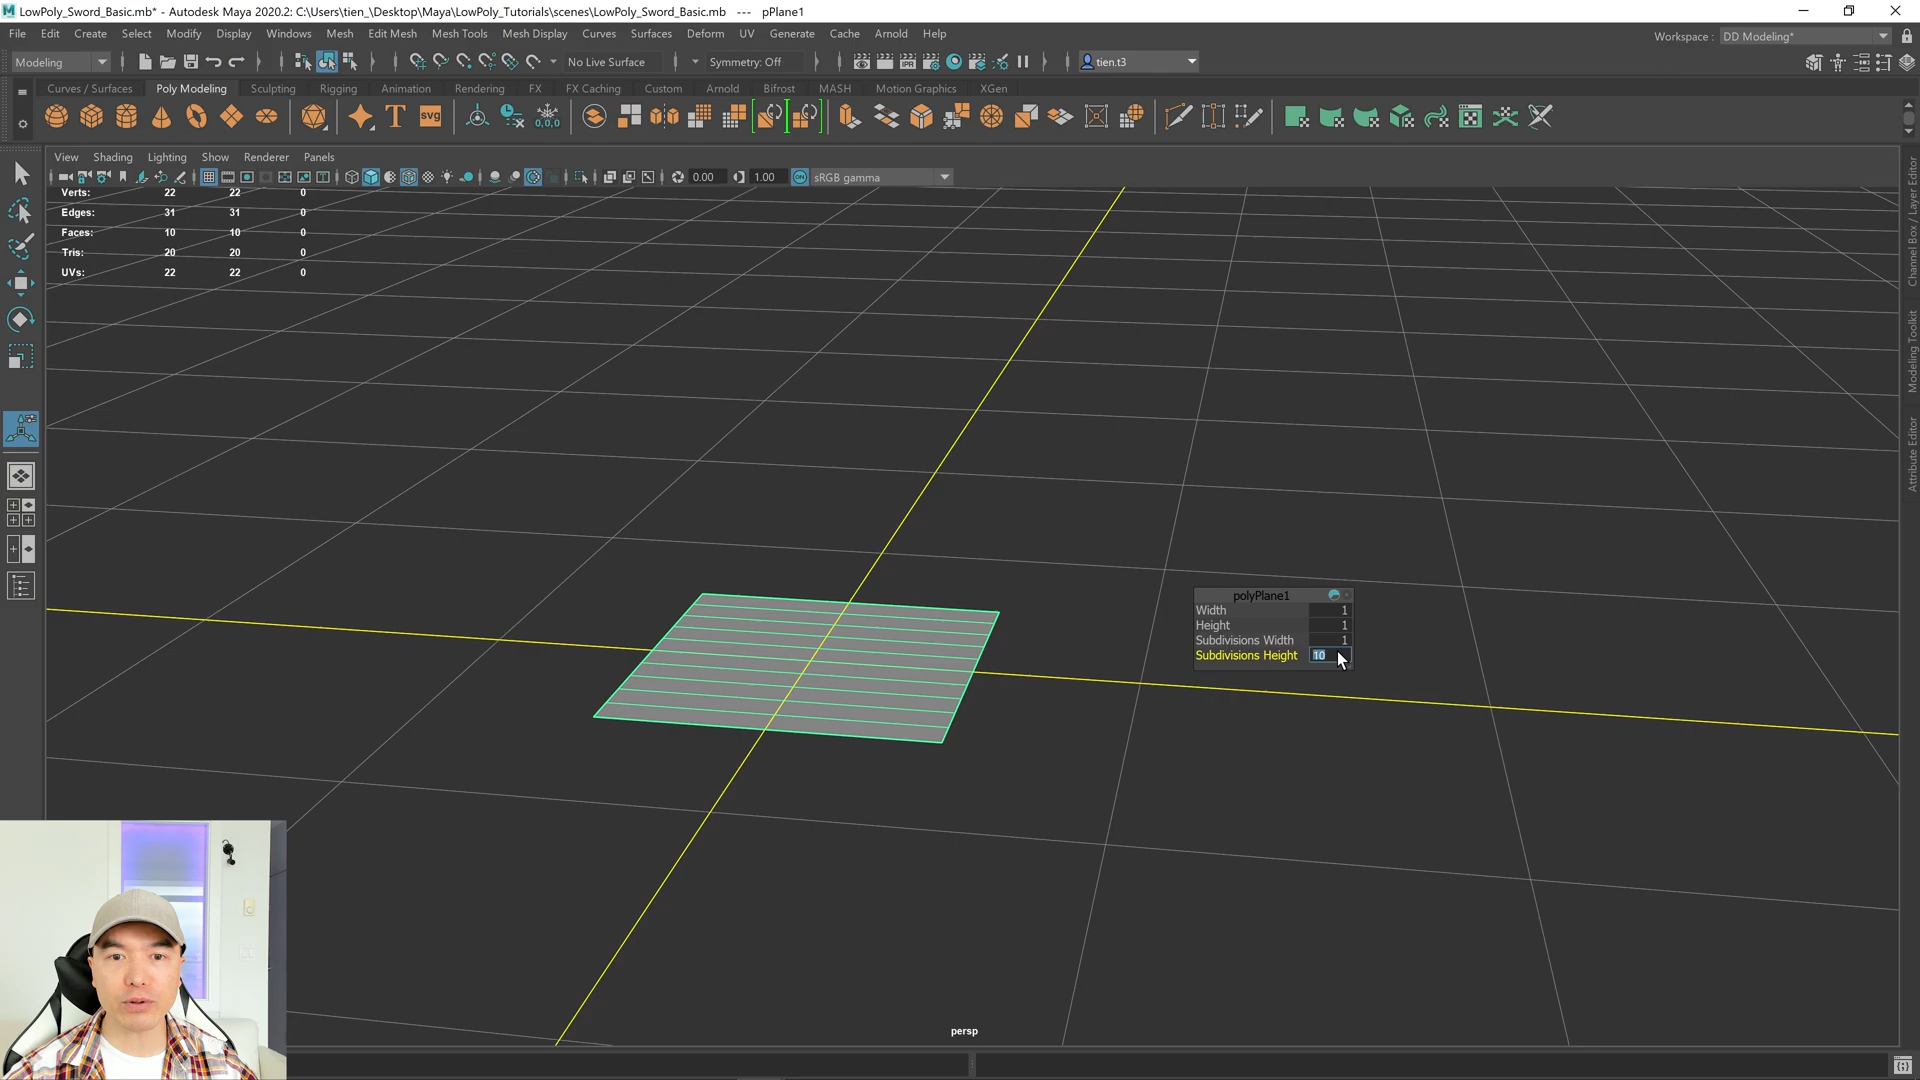 LowPoly_Sword_Basic.mb* - Autodesk Maya 2020.2: C:\Users\tien_\Desktop\Maya\LowPoly_Tutorials\scenes\LowPoly_Sword_Basic.mb --- pPlane1
File Edit Create Select Modify Display Windows Mesh Edit Mesh Mesh Tools Mesh Display Curves Surfaces Deform UV Generate Cache Arnold Help
Workspace : DD Modeling*
Modeling No Live Surface Symmetry: Off IPR tien.t3
Curves / Surfaces Poly Modeling Sculpting Rigging Animation Rendering FX FX Caching Custom Arnold Bifrost MASH Motion Graphics XGen
T SVG 0,0,0
View Shading Lighting Show Renderer Panels
0.00 1.00 ON sRGB gamma
Verts: 22 22 0
Edges: 31 31 0
Faces: 10 10 0
Tris: 20 20 0
UVs: 22 22 0
Channel Box / Layer Editor
Modeling Toolkit
Attribute Editor
polyPlane1
Width 1
Height 1
Subdivisions Width 1
Subdivisions Height 10
persp